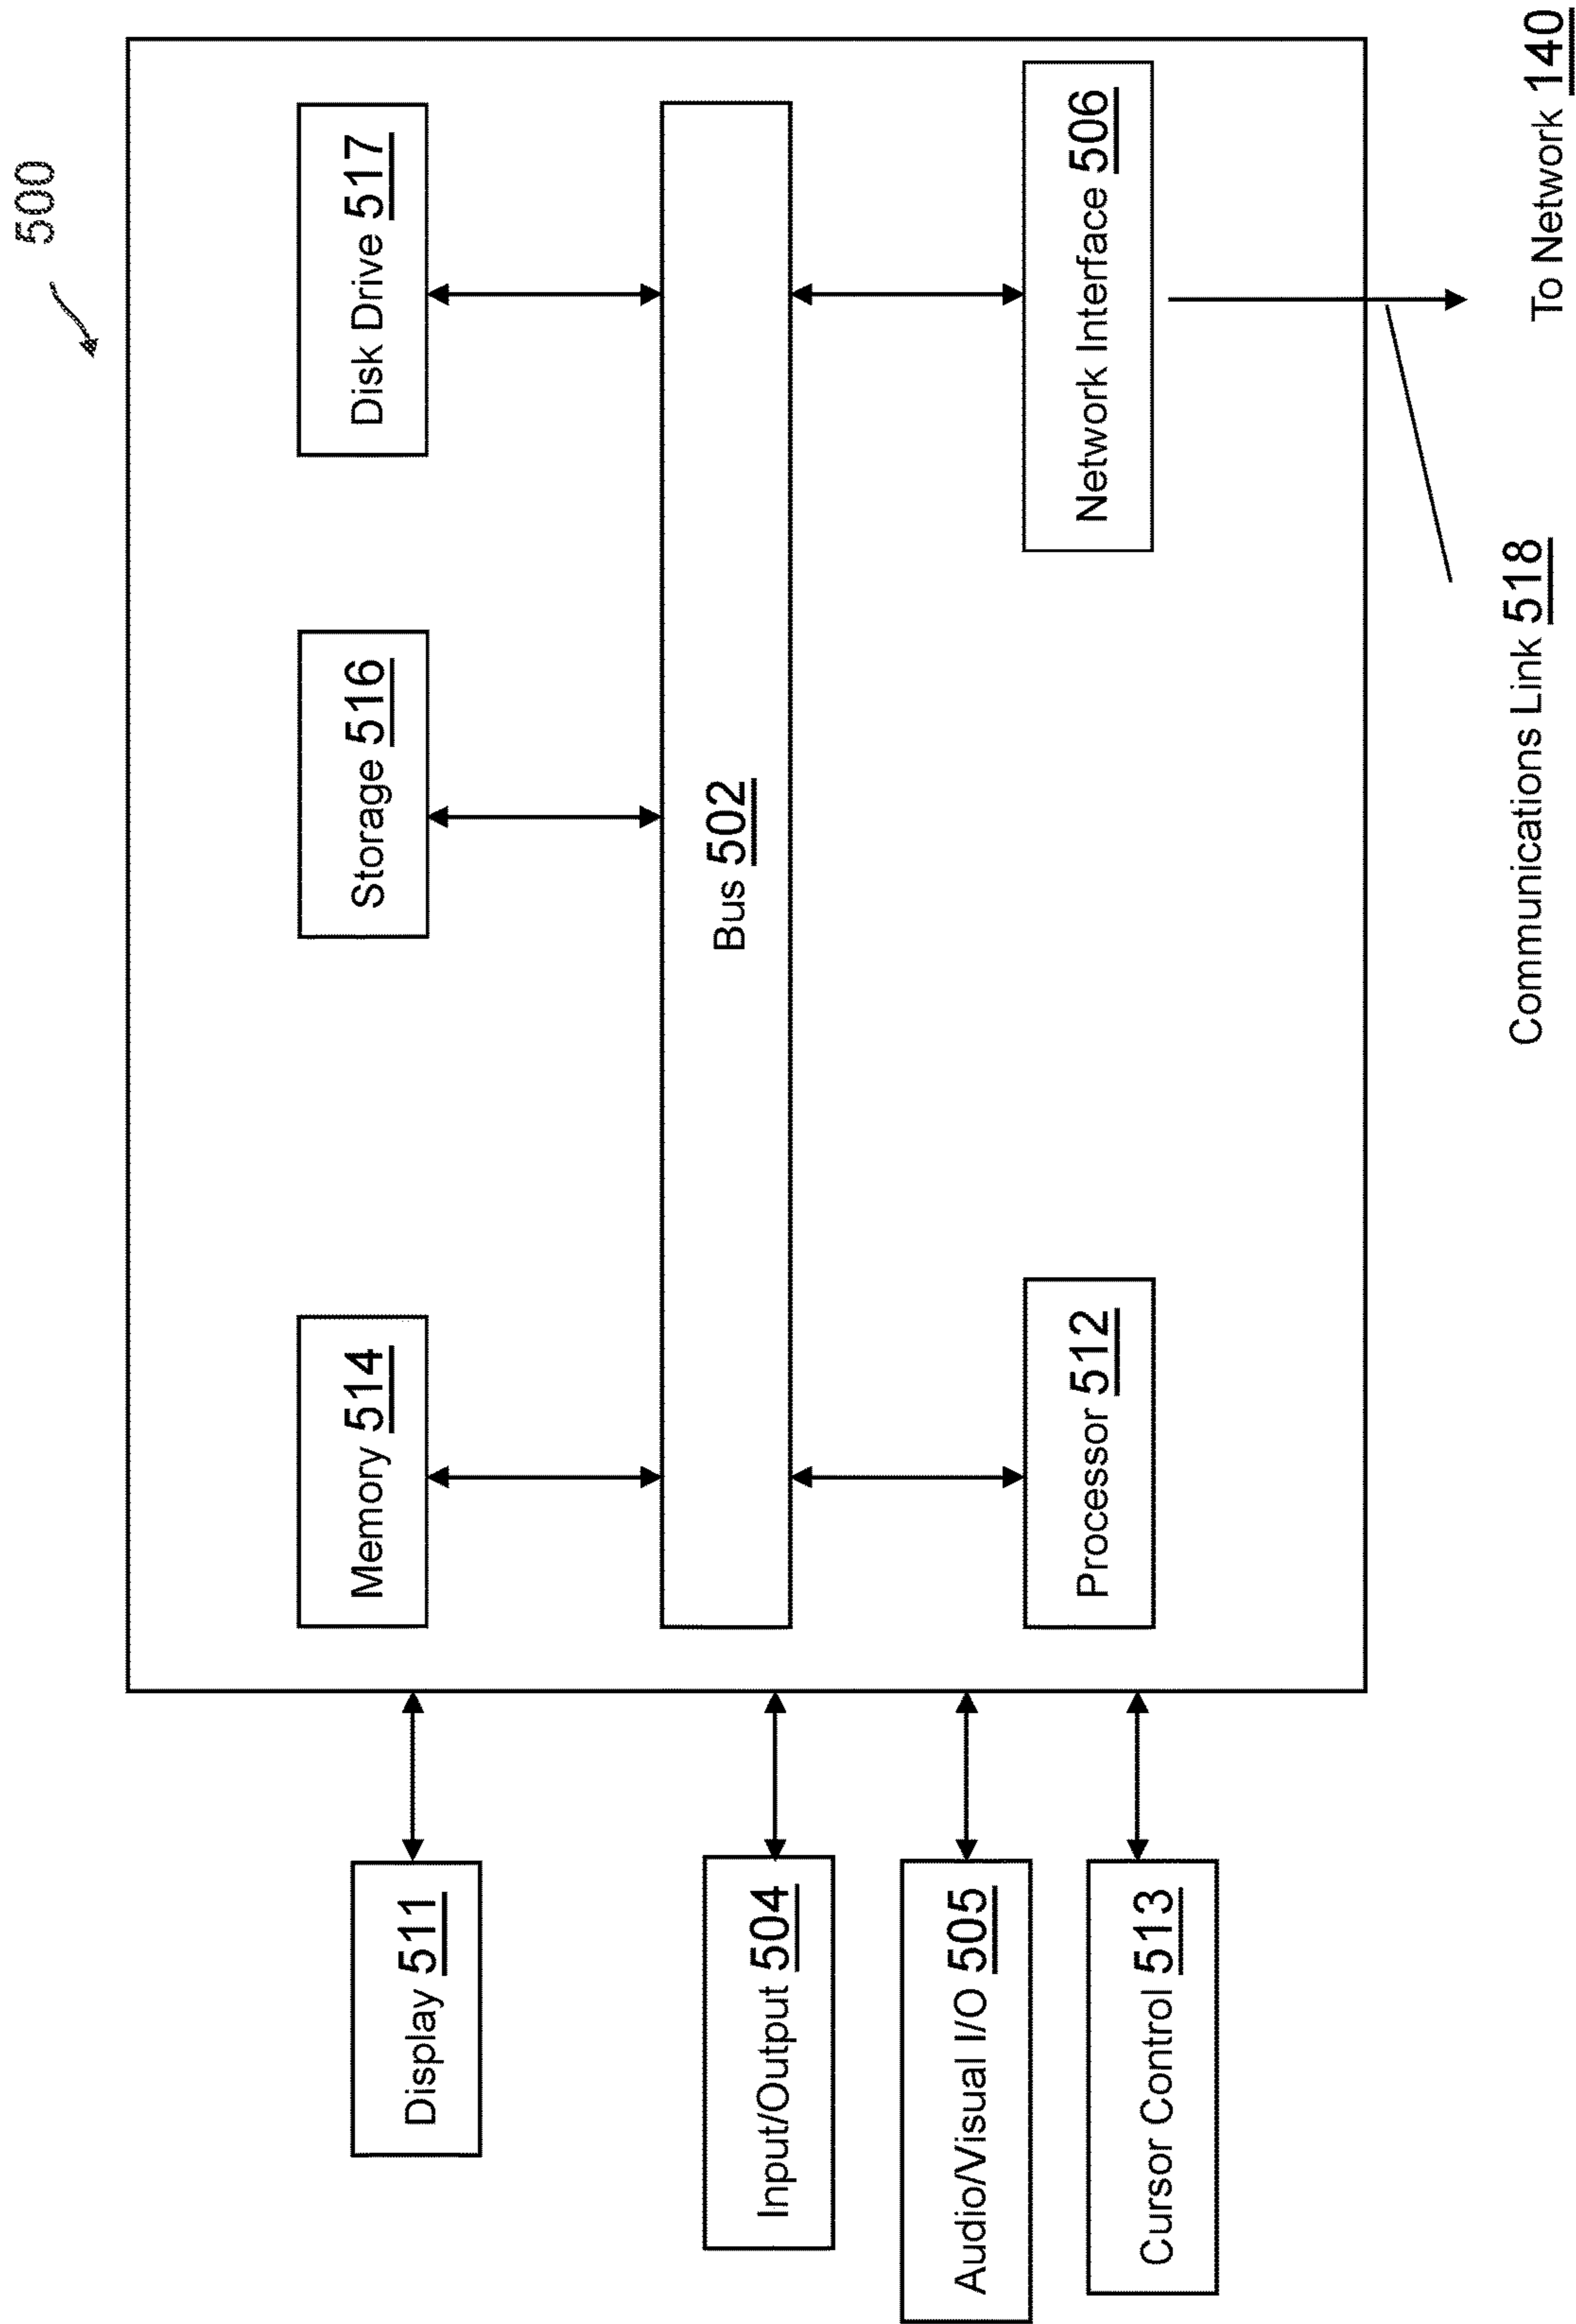 500
Display 511
Memory 514
Storage 516
Disk Drive 517
Input/Output 504
Bus 502
Audio/Visual I/O 505
Cursor Control 513
Processor 512
Network Interface 506
Communications Link 518
To Network 140